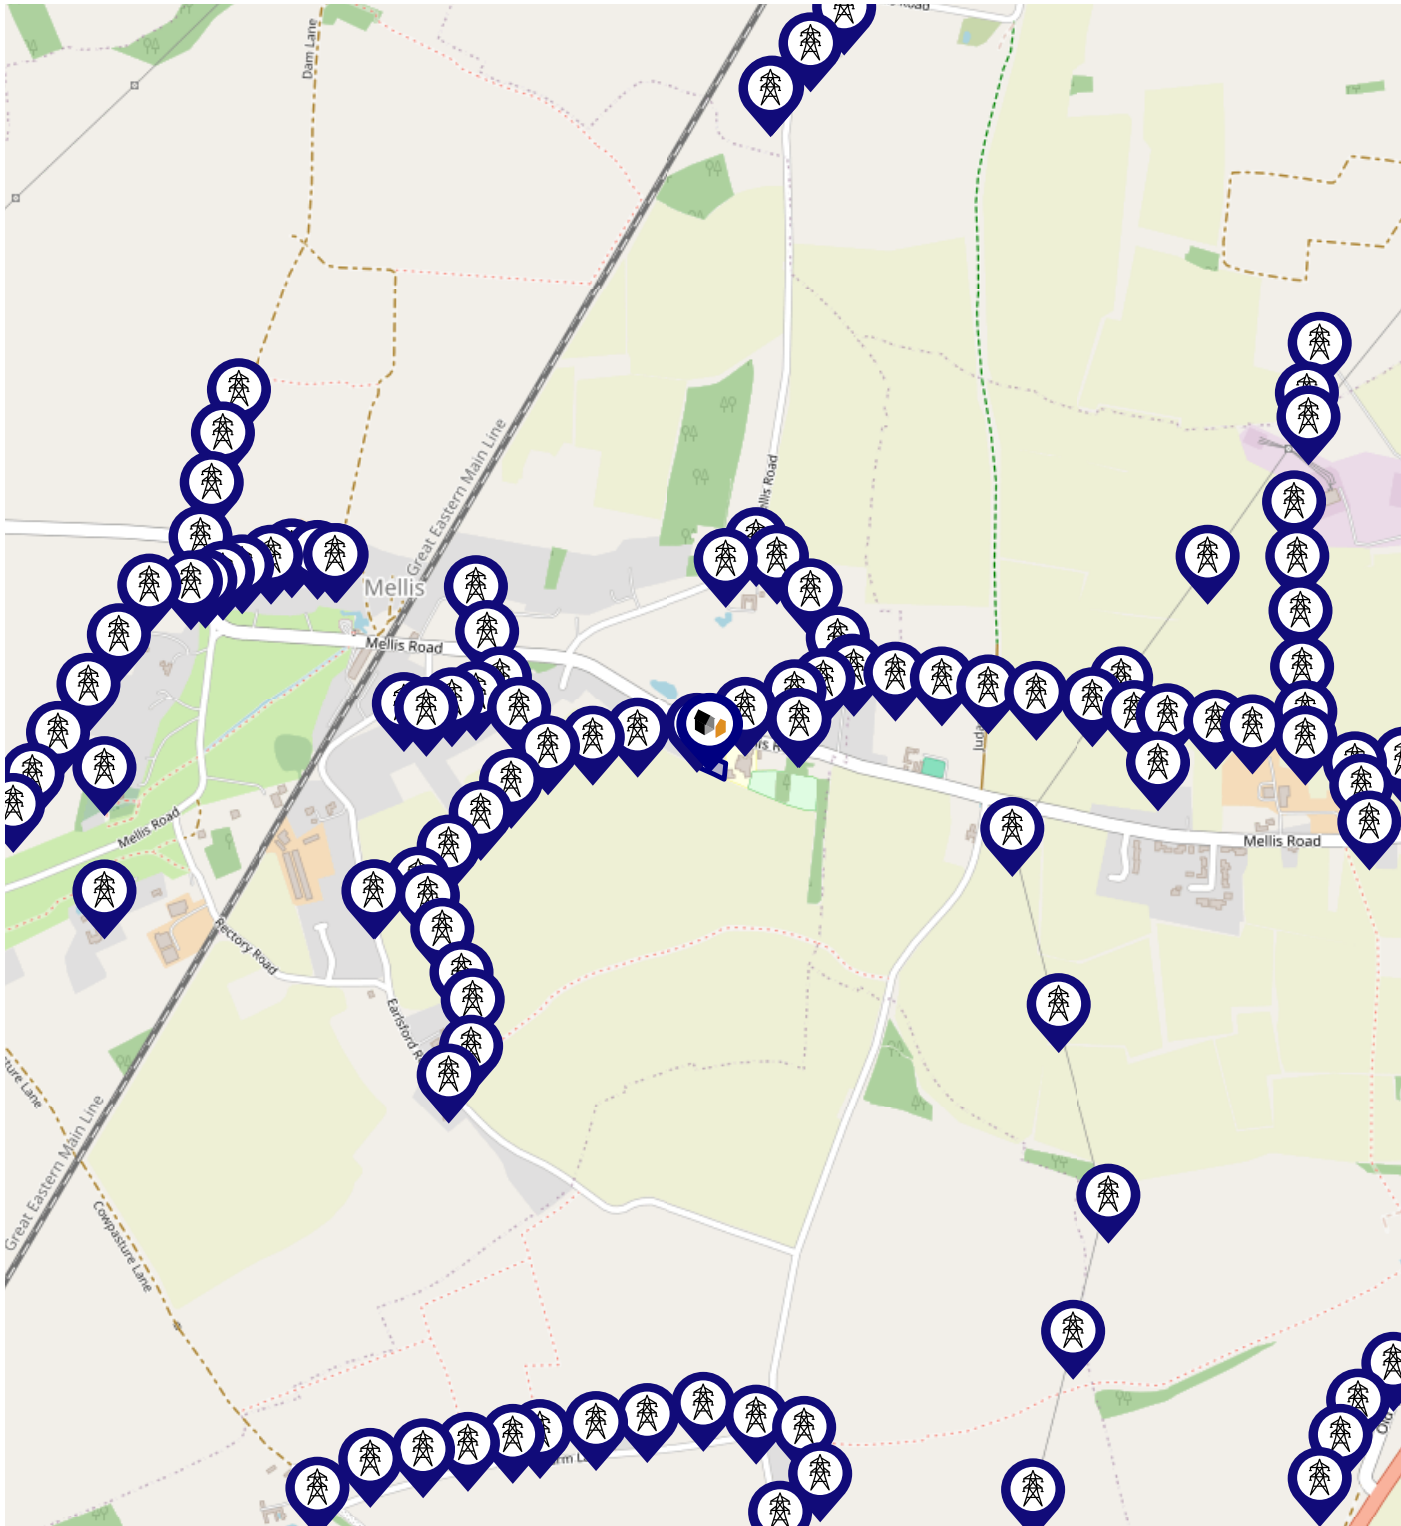 Road
Dam Lane
Great Eastern Main Line
Mellis
Mellis Road
Mellis Road
Mellis Road
Rectory Road
Earlsford R
Great Eastern Main Line
Cowpasture Lane